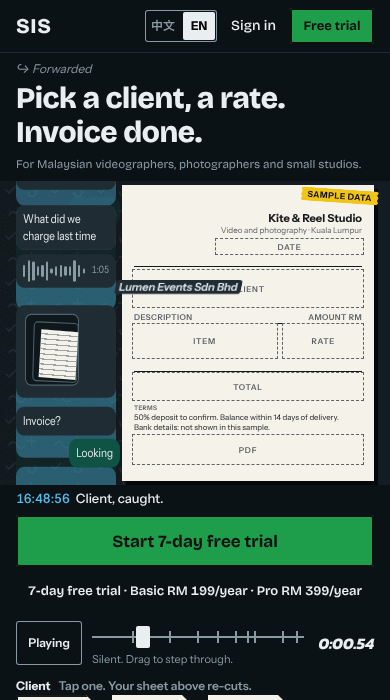 SIS
中文 EN
Sign in
Free trial
↪ Forwarded
Pick a client, a rate.
Invoice done.
For Malaysian videographers, photographers and small studios.
SAMPLE DATA
What did we
charge last time
1:05
Invoice?
Looking
Kite & Reel Studio
Video and photography · Kuala Lumpur
DATE
Lumen Events Sdn Bhd
DESCRIPTION AMOUNT RM
ITEM RATE
TOTAL
TERMS
50% deposit to confirm. Balance within 14 days of delivery.
Bank details: not shown in this sample.
PDF
16:48:56 Client, caught.
Start 7-day free trial
7-day free trial · Basic RM 199/year · Pro RM 399/year
Playing
0:00.54
Silent. Drag to step through.
Client Tap one. Your sheet above re-cuts.